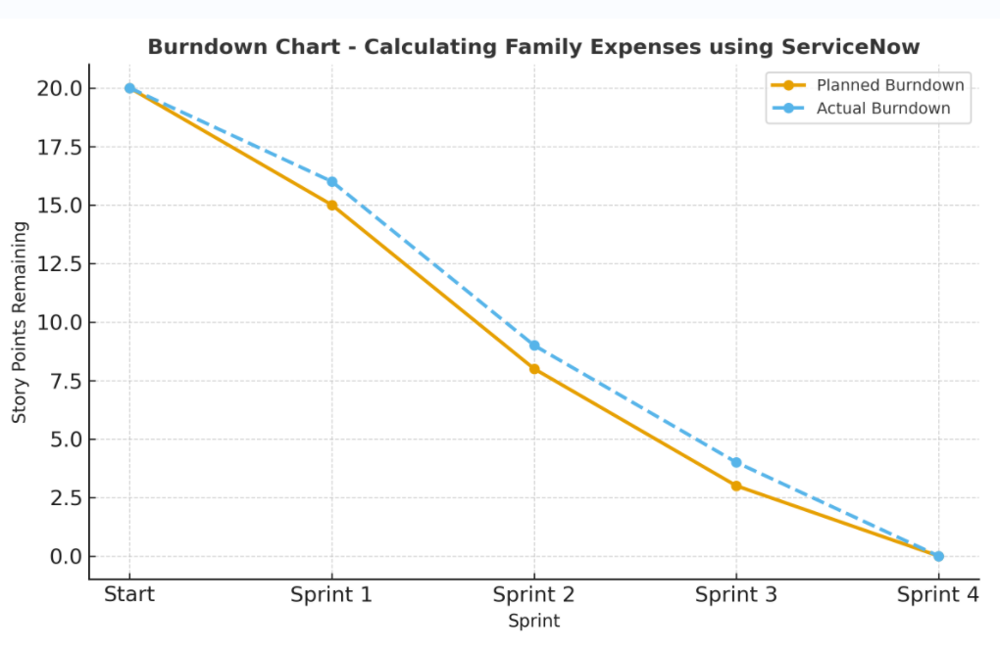 Burndown Chart - Calculating Family Expenses using ServiceNow
Planned Burndown
Actual Burndown
Story Points Remaining
20.0
17.5
15.0
12.5
10.0
7.5
5.0
2.5
0.0
Start Sprint 1 Sprint 2 Sprint 3 Sprint 4
Sprint